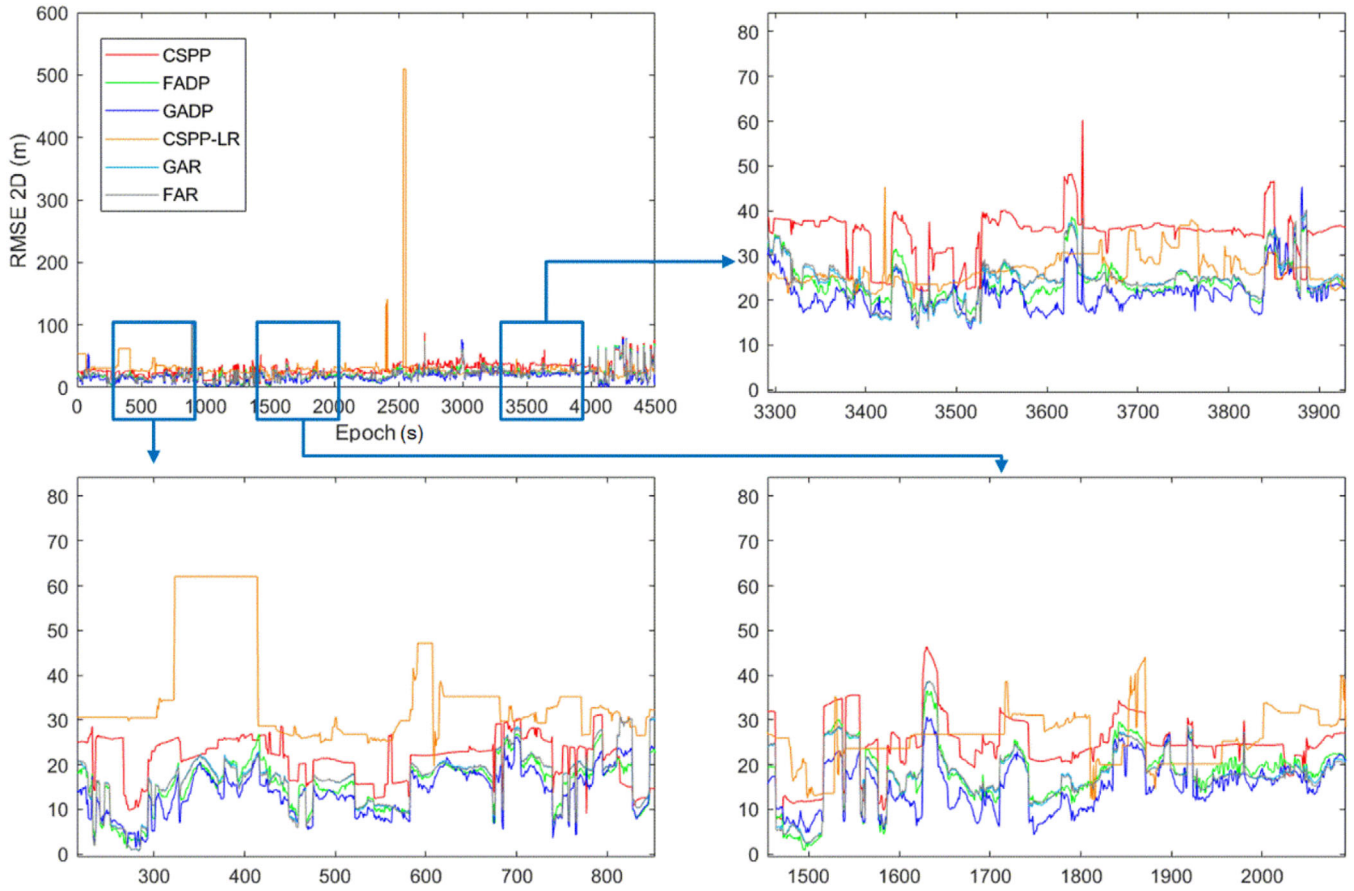 600
500
400
300
200
100
0
RMSE 2D (m)
CSPP
FADP
GADP
CSPP-LR
GAR
FAR
0 500 1000 1500 2000 2500 3000 3500 4000 4500
Epoch (s)
80
70
60
50
40
30
20
10
0
3300 3400 3500 3600 3700 3800 3900
80
70
60
50
40
30
20
10
0
300 400 500 600 700 800
80
70
60
50
40
30
20
10
0
1500 1600 1700 1800 1900 2000